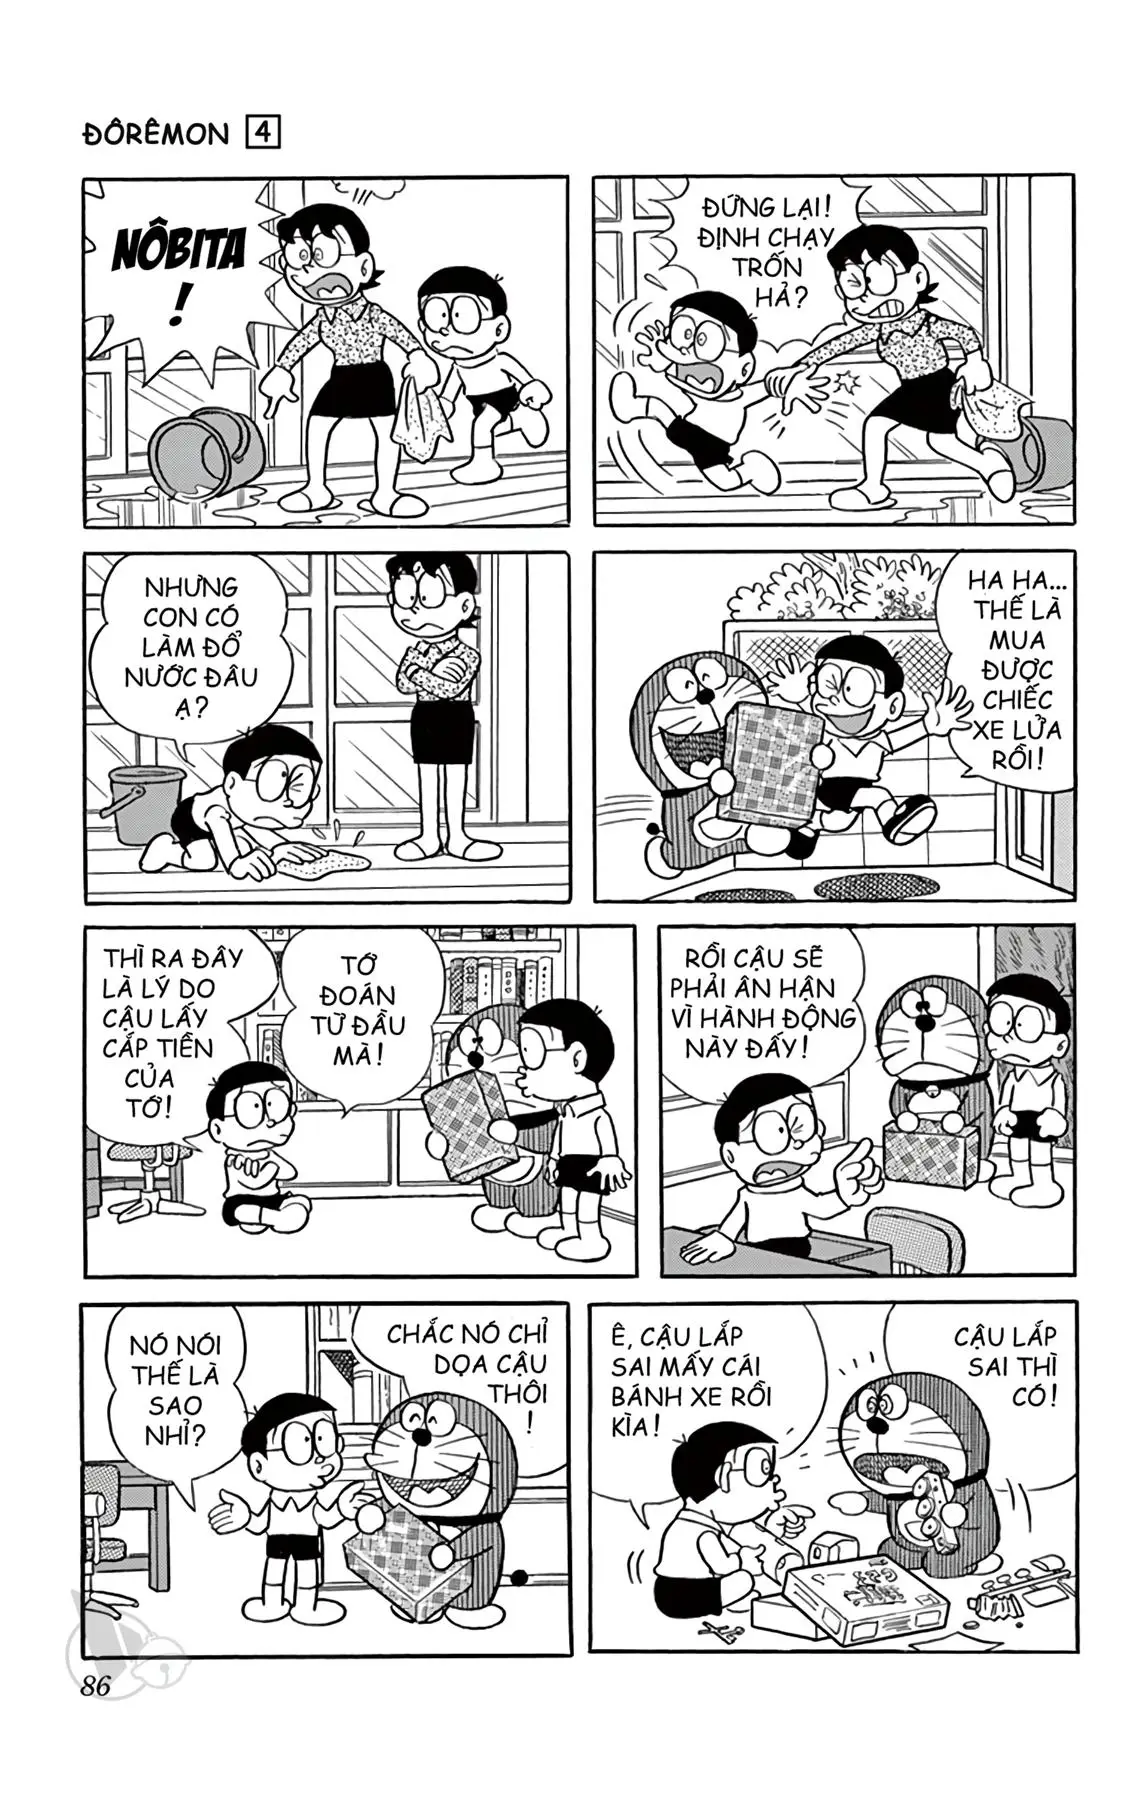 ĐÔRÊMON 4
NÔBITA
!
ĐỨNG LẠI!
ĐỊNH CHẠY
TRỐN
HẢ?
NHƯNG
CON CÓ
LÀM ĐỔ
NƯỚC ĐÂU
Ạ?
HA HA...
THẾ LÀ
MUA
ĐƯỢC
CHIẾC
XE LỬA
RỒI!
THÌ RA ĐÂY
LÀ LÝ DO
CẬU LẤY
CẮP TIỀN
CỦA
TỚ!
TỚ
ĐOÁN
TỪ ĐẦU
MÀ!
RỒI CẬU SẼ
PHẢI ÂN HẬN
VÌ HÀNH ĐỘNG
NÀY ĐẤY!
NÓ NÓI
THẾ LÀ
SAO
NHỈ?
CHẮC NÓ CHỈ
DỌA CẬU
THÔI
!
Ê, CẬU LẮP
SAI MẤY CÁI
BÁNH XE RỒI
KÌA!
CẬU LẮP
SAI THÌ
CÓ!
86